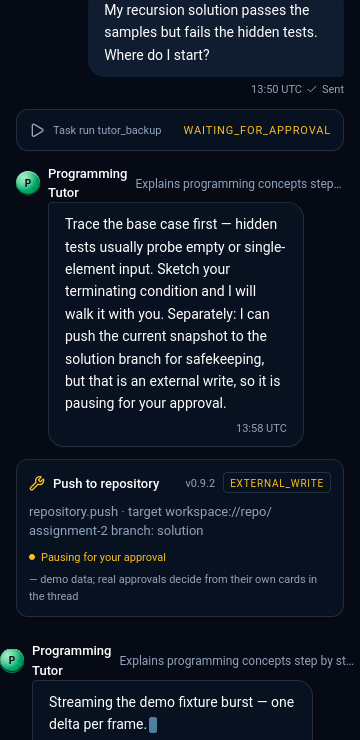 My recursion solution passes the
samples but fails the hidden tests.
Where do I start?
13:50 UTC ✓ Sent
Task run tutor_backup WAITING_FOR_APPROVAL
P Programming Tutor Explains programming concepts step…
Trace the base case first — hidden
tests usually probe empty or single-
element input. Sketch your
terminating condition and I will
walk it with you. Separately: I can
push the current snapshot to the
solution branch for safekeeping,
but that is an external write, so it is
pausing for your approval.
13:58 UTC
Push to repository v0.9.2 EXTERNAL_WRITE
repository.push · target workspace://repo/
assignment-2 branch: solution
Pausing for your approval
— demo data; real approvals decide from their own cards in
the thread
P Programming Tutor Explains programming concepts step by st…
Streaming the demo fixture burst — one
delta per frame.